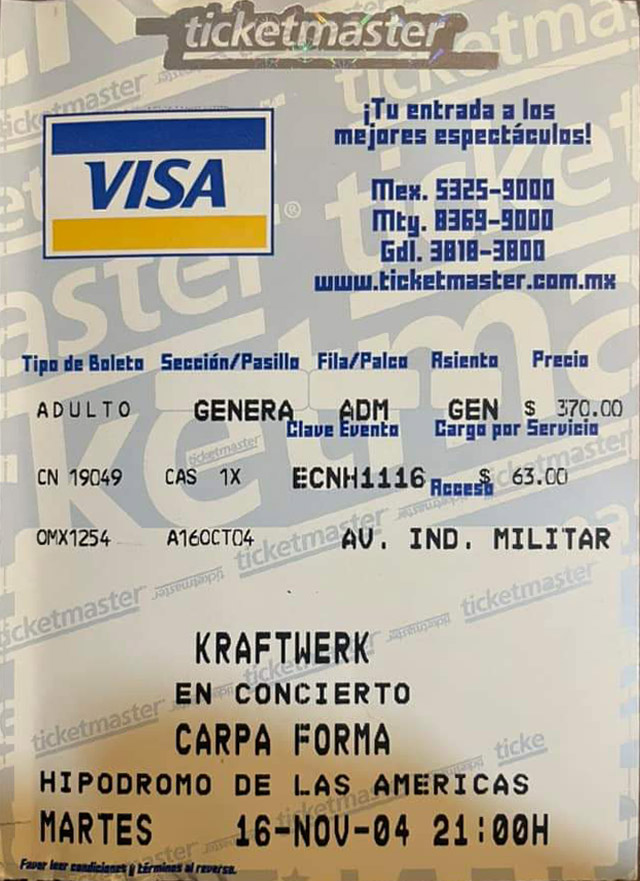 ticketmaster
VISA
¡Tu entrada a los
mejores espectáculos!
Mex. 5325-9000
Mty. 8369-9000
Gdl. 3818-3800
www.ticketmaster.com.mx
Tipo de Boleto Sección/Pasillo Fila/Palco Asiento Precio
ADULTO GENERA ADM GEN $ 370.00
Clave Evento Cargo por Servicio
CN 19049 CAS 1X ECNH1116 $ 63.00
Acceso
OMX1254 A16OCT04 AV. IND. MILITAR
KRAFTWERK
EN CONCIERTO
CARPA FORMA
HIPODROMO DE LAS AMERICAS
MARTES 16-NOV-04 21:00H
Favor leer condiciones y términos al reverso.